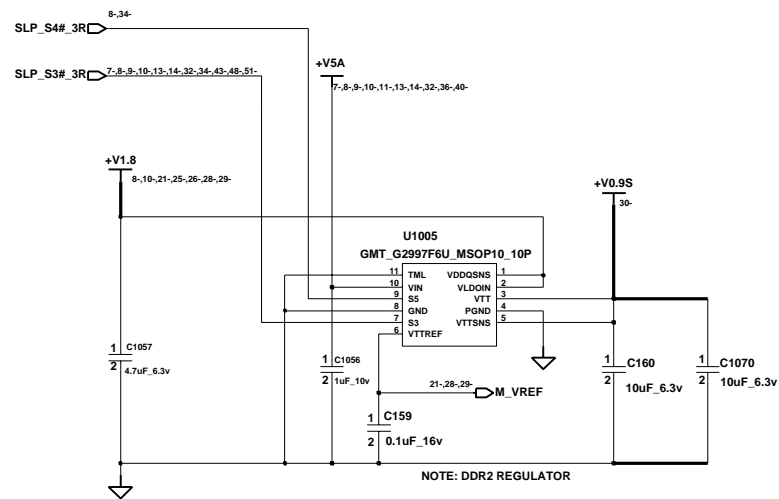 SLP_S4#_3R
8-,34-
SLP_S3#_3R
7-,8-,9-,10-,13-,14-,32-,34-,43-,48-,51-
+V5A
7-,8-,9-,10-,11-,13-,14-,32-,36-,40-
+V1.8
8-,10-,21-,25-,26-,28-,29-
+V0.9S
30-
U1005
GMT_G2997F6U_MSOP10_10P
11 TML VDDQSNS 1
10 VIN VLDOIN 2
9 S5 VTT 3
8 GND PGND 4
7 S3 VTTSNS 5
6 VTTREF
1 C1057
2 4.7uF_6.3v
1 C1056
2 1uF_10v
21-,28-,29-
M_VREF
1 C159
2 0.1uF_16v
1 C160
2 10uF_6.3v
1 C1070
2 10uF_6.3v
NOTE: DDR2 REGULATOR